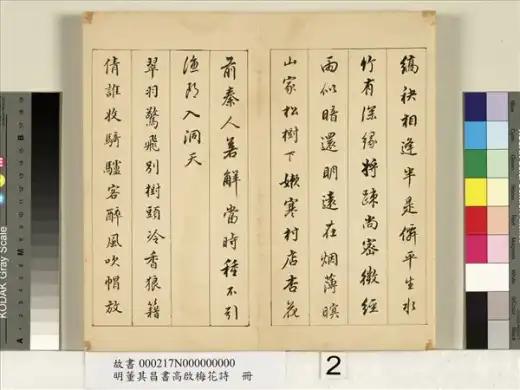 縞袂相逢半是僊平生水
竹有深緣將疎尚密微經
雨似暗還明遠在烟薄暝
山家松樹下嫩寒村店杏花
前秦人若解當時種不引
漁郎入洞天
翠羽驚飛別樹頭冷香狼籍
倩誰收騎驢客醉風吹帽放
KODAK Gray Scale
A
M
故書 000217N000000000
明董其昌書高啟梅花詩 冊
2